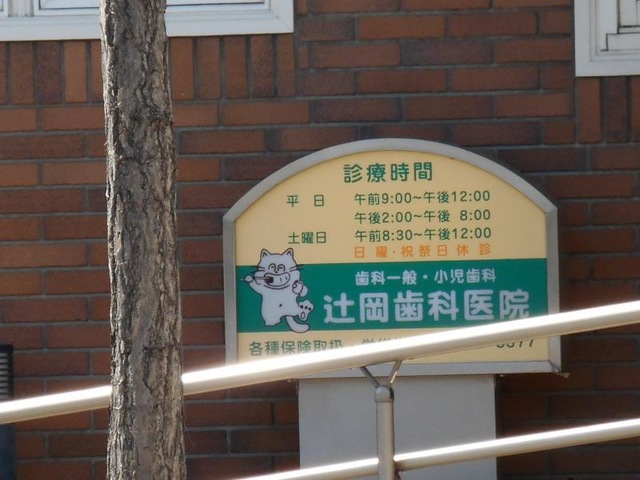 診療時間
平 日 午前9:00〜午後12:00
午後2:00〜午後 8:00
土曜日 午前8:30〜午後12:00
日曜・祝祭日休診
歯科一般・小児歯科
辻岡歯科医院
各種保険取扱